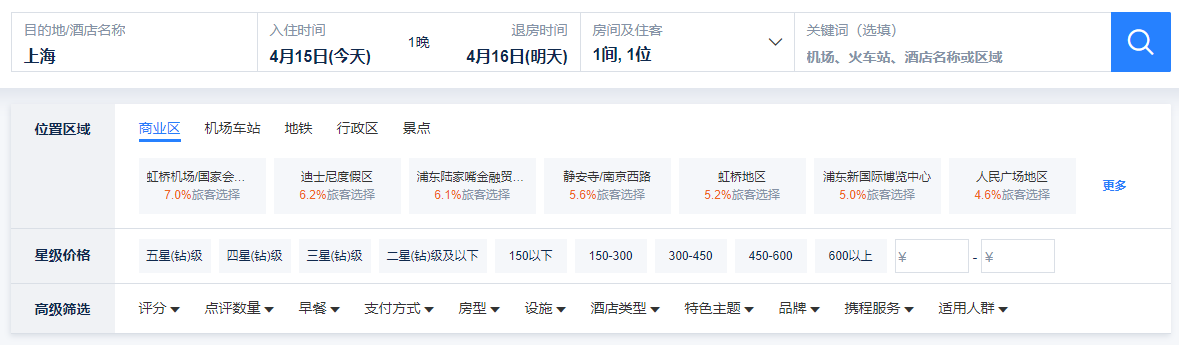 目的地/酒店名称 入住时间 退房时间 房间及住客 关键词（选填）
上海 4月15日(今天) 1晚 4月16日(明天) 1间, 1位 机场、火车站、酒店名称或区域
位置区域 商业区 机场车站 地铁 行政区 景点
虹桥机场/国家会... 迪士尼度假区 浦东陆家嘴金融贸... 静安寺/南京西路 虹桥地区 浦东新国际博览中心 人民广场地区
7.0%旅客选择 6.2%旅客选择 6.1%旅客选择 5.6%旅客选择 5.2%旅客选择 5.0%旅客选择 4.6%旅客选择 更多
星级价格 五星(钻)级 四星(钻)级 三星(钻)级 二星(钻)级及以下 150以下 150-300 300-450 450-600 600以上 ¥ - ¥
高级筛选 评分 点评数量 早餐 支付方式 房型 设施 酒店类型 特色主题 品牌 携程服务 适用人群